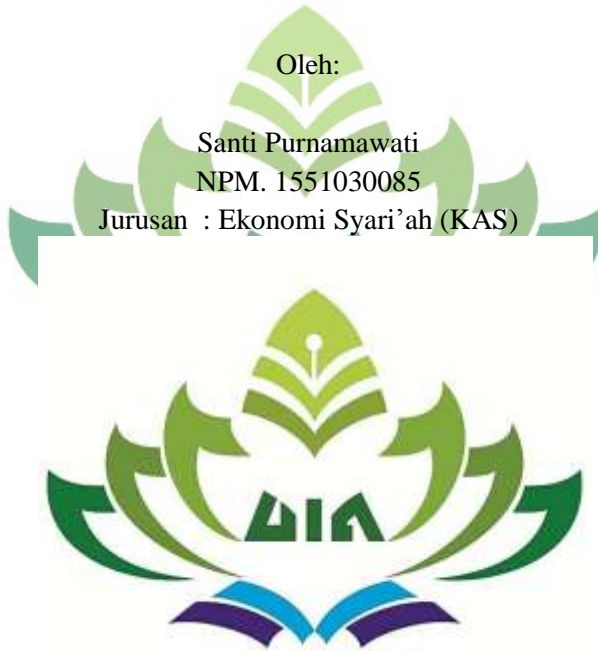 Oleh:
Santi Purnamawati
NPM. 1551030085
Jurusan : Ekonomi Syari’ah (KAS)
UIN